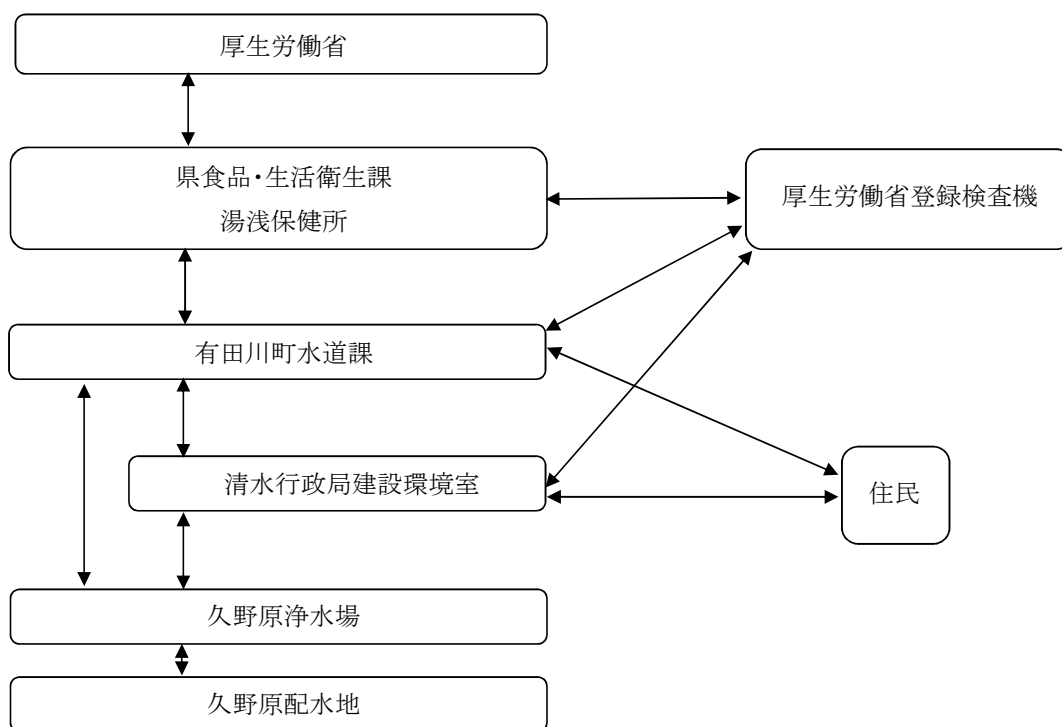 厚生労働省
県食品・生活衛生課
湯浅保健所
厚生労働省登録検査機
有田川町水道課
清水行政局建設環境室
住民
久野原浄水場
久野原配水地